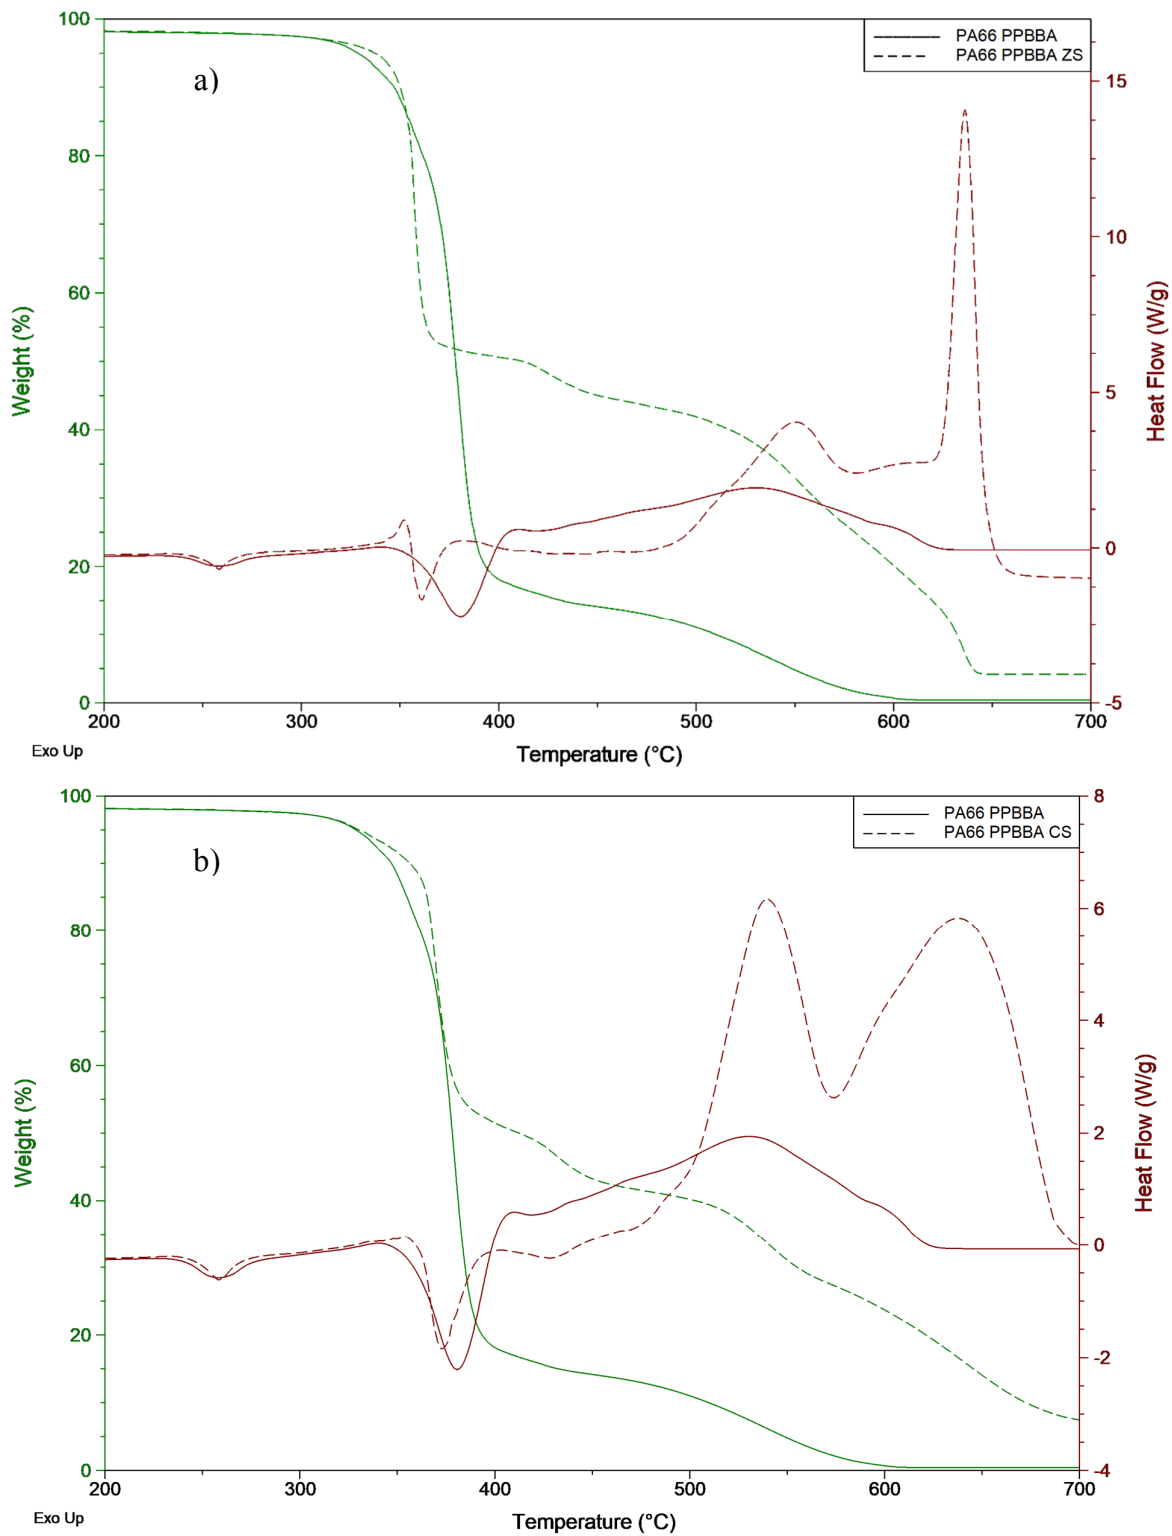 a)
PA66 PPBBA
PA66 PPBBA ZS
Weight (%)
100
80
60
40
20
0
Heat Flow (W/g)
15
10
5
0
-5
200
300
400
500
600
700
Exo Up
Temperature (°C)
b)
PA66 PPBBA
PA66 PPBBA CS
Weight (%)
100
80
60
40
20
0
Heat Flow (W/g)
8
6
4
2
0
-2
-4
200
300
400
500
600
700
Exo Up
Temperature (°C)